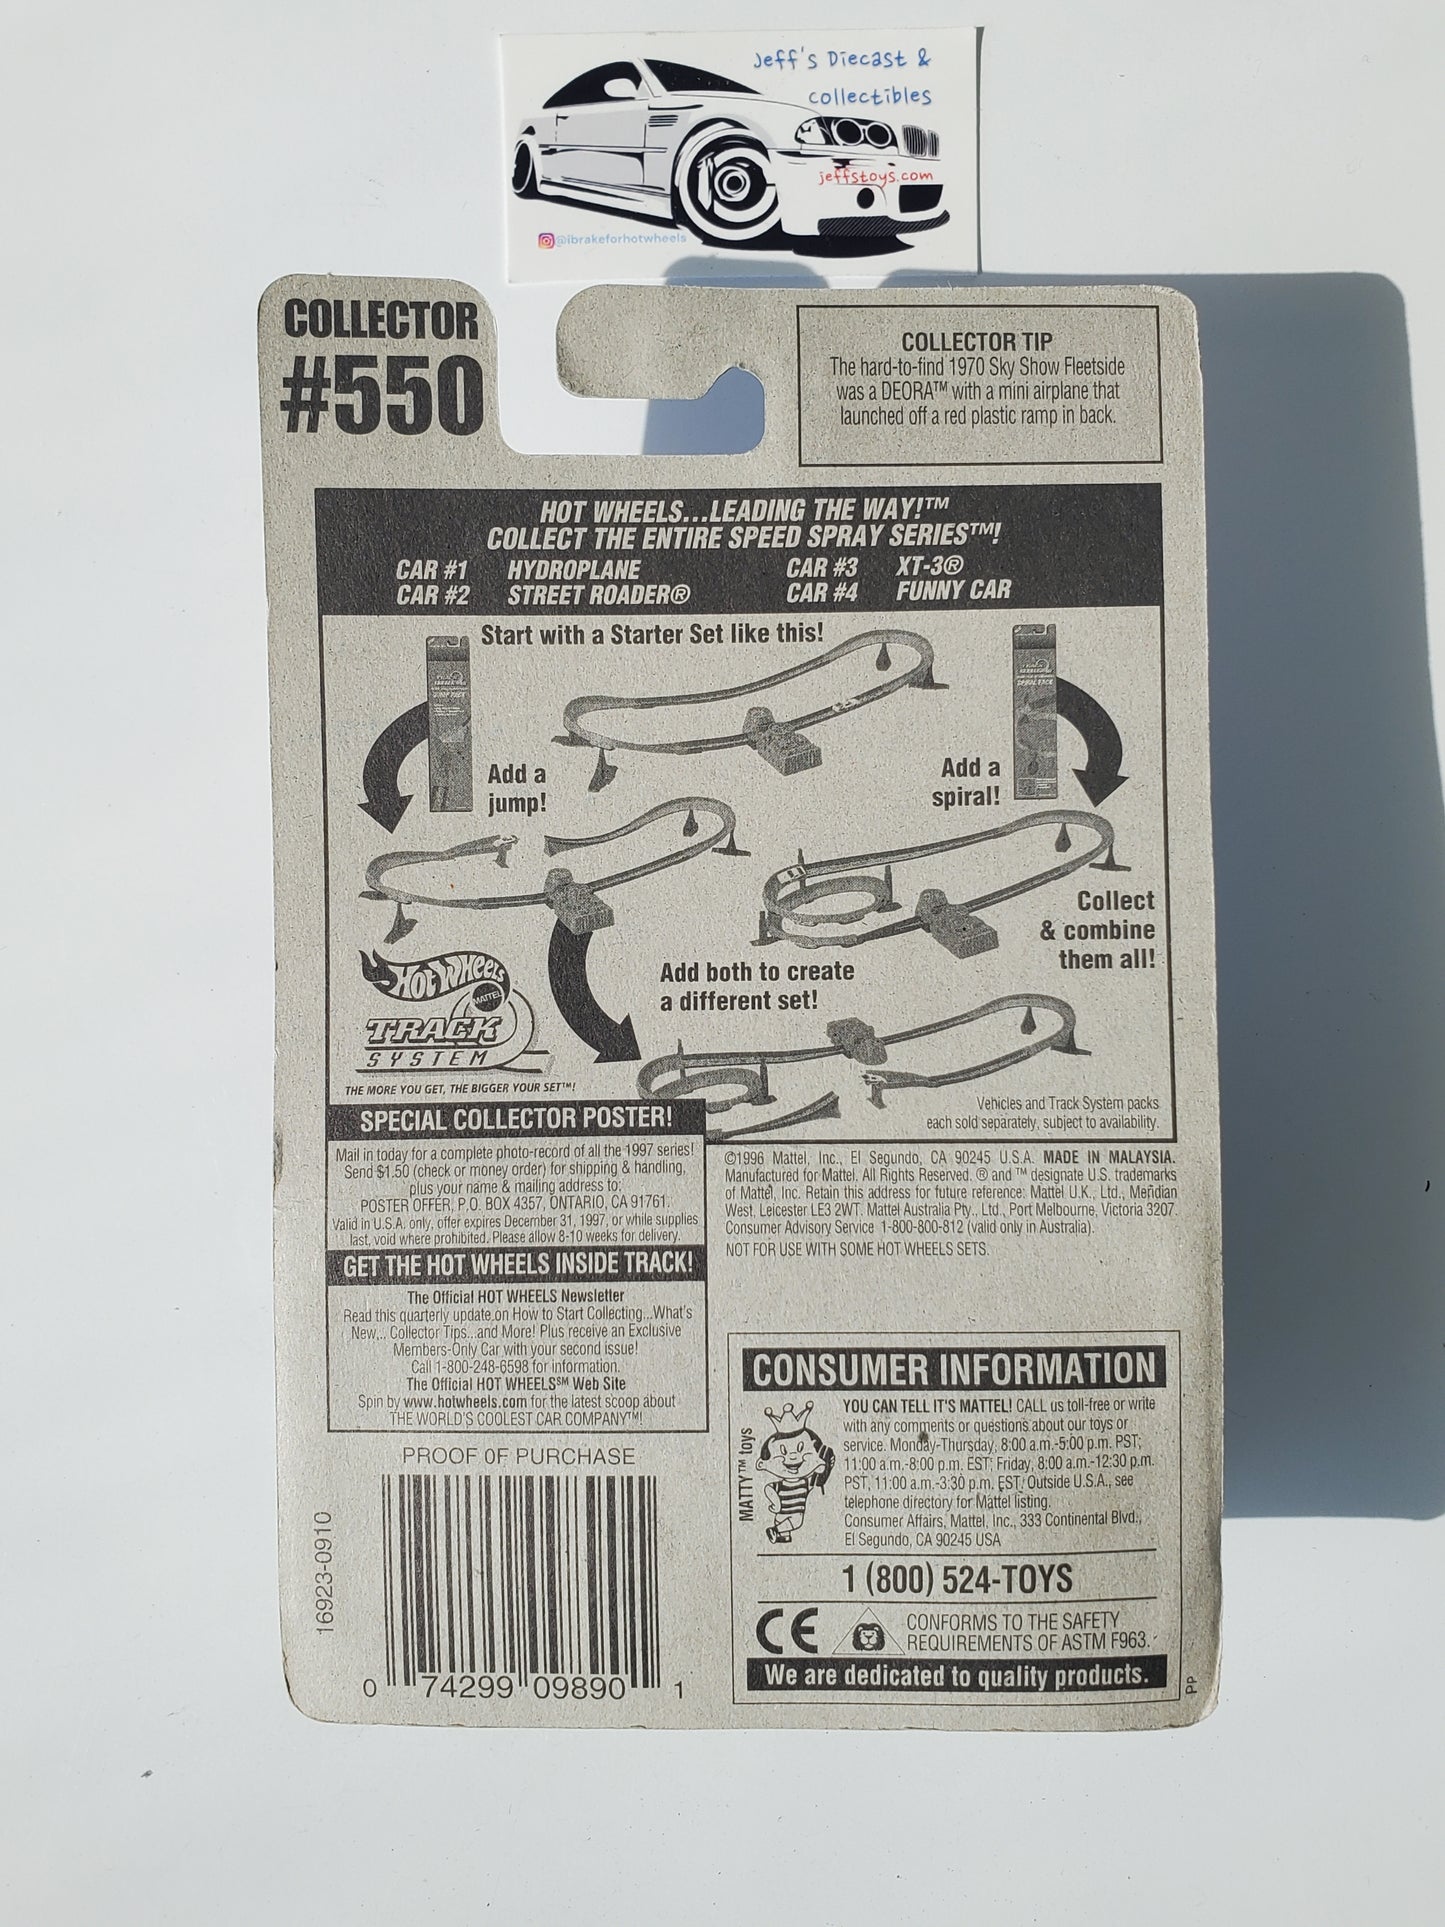 Jeff's Diecast &
collectibles
jeffstoys.com
@ibrakeforhotwheels
COLLECTOR
#550
COLLECTOR TIP
The hard-to-find 1970 Sky Show Fleetside
was a DEORA™ with a mini airplane that
launched off a red plastic ramp in back.
HOT WHEELS...LEADING THE WAY!™
COLLECT THE ENTIRE SPEED SPRAY SERIES™!
CAR #1 HYDROPLANE CAR #3 XT-3®
CAR #2 STREET ROADER® CAR #4 FUNNY CAR
Start with a Starter Set like this!
Add a
jump!
Add a
spiral!
Collect
& combine
them all!
Add both to create
a different set!
HOT WHEELS
MATTEL
TRACK
SYSTEM
THE MORE YOU GET, THE BIGGER YOUR SET™!
Vehicles and Track System packs
each sold separately, subject to availability.
SPECIAL COLLECTOR POSTER!
Mail in today for a complete photo-record of all the 1997 series!
Send $1.50 (check or money order) for shipping & handling,
plus your name & mailing address to:
POSTER OFFER, P.O. BOX 4357, ONTARIO, CA 91761.
Valid in U.S.A. only, offer expires December 31, 1997, or while supplies
last, void where prohibited. Please allow 8-10 weeks for delivery.
GET THE HOT WHEELS INSIDE TRACK!
The Official HOT WHEELS Newsletter
Read this quarterly update on How to Start Collecting...What's
New... Collector Tips...and More! Plus receive an Exclusive
Members-Only Car with your second issue!
Call 1-800-248-6598 for information.
The Official HOT WHEELS℠ Web Site
Spin by www.hotwheels.com for the latest scoop about
THE WORLD'S COOLEST CAR COMPANY™!
©1996 Mattel, Inc., El Segundo, CA 90245 U.S.A. MADE IN MALAYSIA.
Manufactured for Mattel. All Rights Reserved. ® and ™ designate U.S. trademarks
of Mattel, Inc. Retain this address for future reference: Mattel U.K., Ltd., Meridian
West, Leicester LE3 2WT. Mattel Australia Pty., Ltd., Port Melbourne, Victoria 3207.
Consumer Advisory Service 1-800-800-812 (valid only in Australia).
NOT FOR USE WITH SOME HOT WHEELS SETS.
PROOF OF PURCHASE
16923-0910
0 74299 09890 1
CONSUMER INFORMATION
MATTY™ toys
YOU CAN TELL IT'S MATTEL! CALL us toll-free or write
with any comments or questions about our toys or
service. Monday-Thursday, 8:00 a.m.-5:00 p.m. PST;
11:00 a.m.-8:00 p.m. EST; Friday, 8:00 a.m.-12:30 p.m.
PST, 11:00 a.m.-3:30 p.m. EST. Outside U.S.A., see
telephone directory for Mattel listing.
Consumer Affairs, Mattel, Inc., 333 Continental Blvd.,
El Segundo, CA 90245 USA
1 (800) 524-TOYS
CE
CONFORMS TO THE SAFETY
REQUIREMENTS OF ASTM F963.
We are dedicated to quality products.
PP